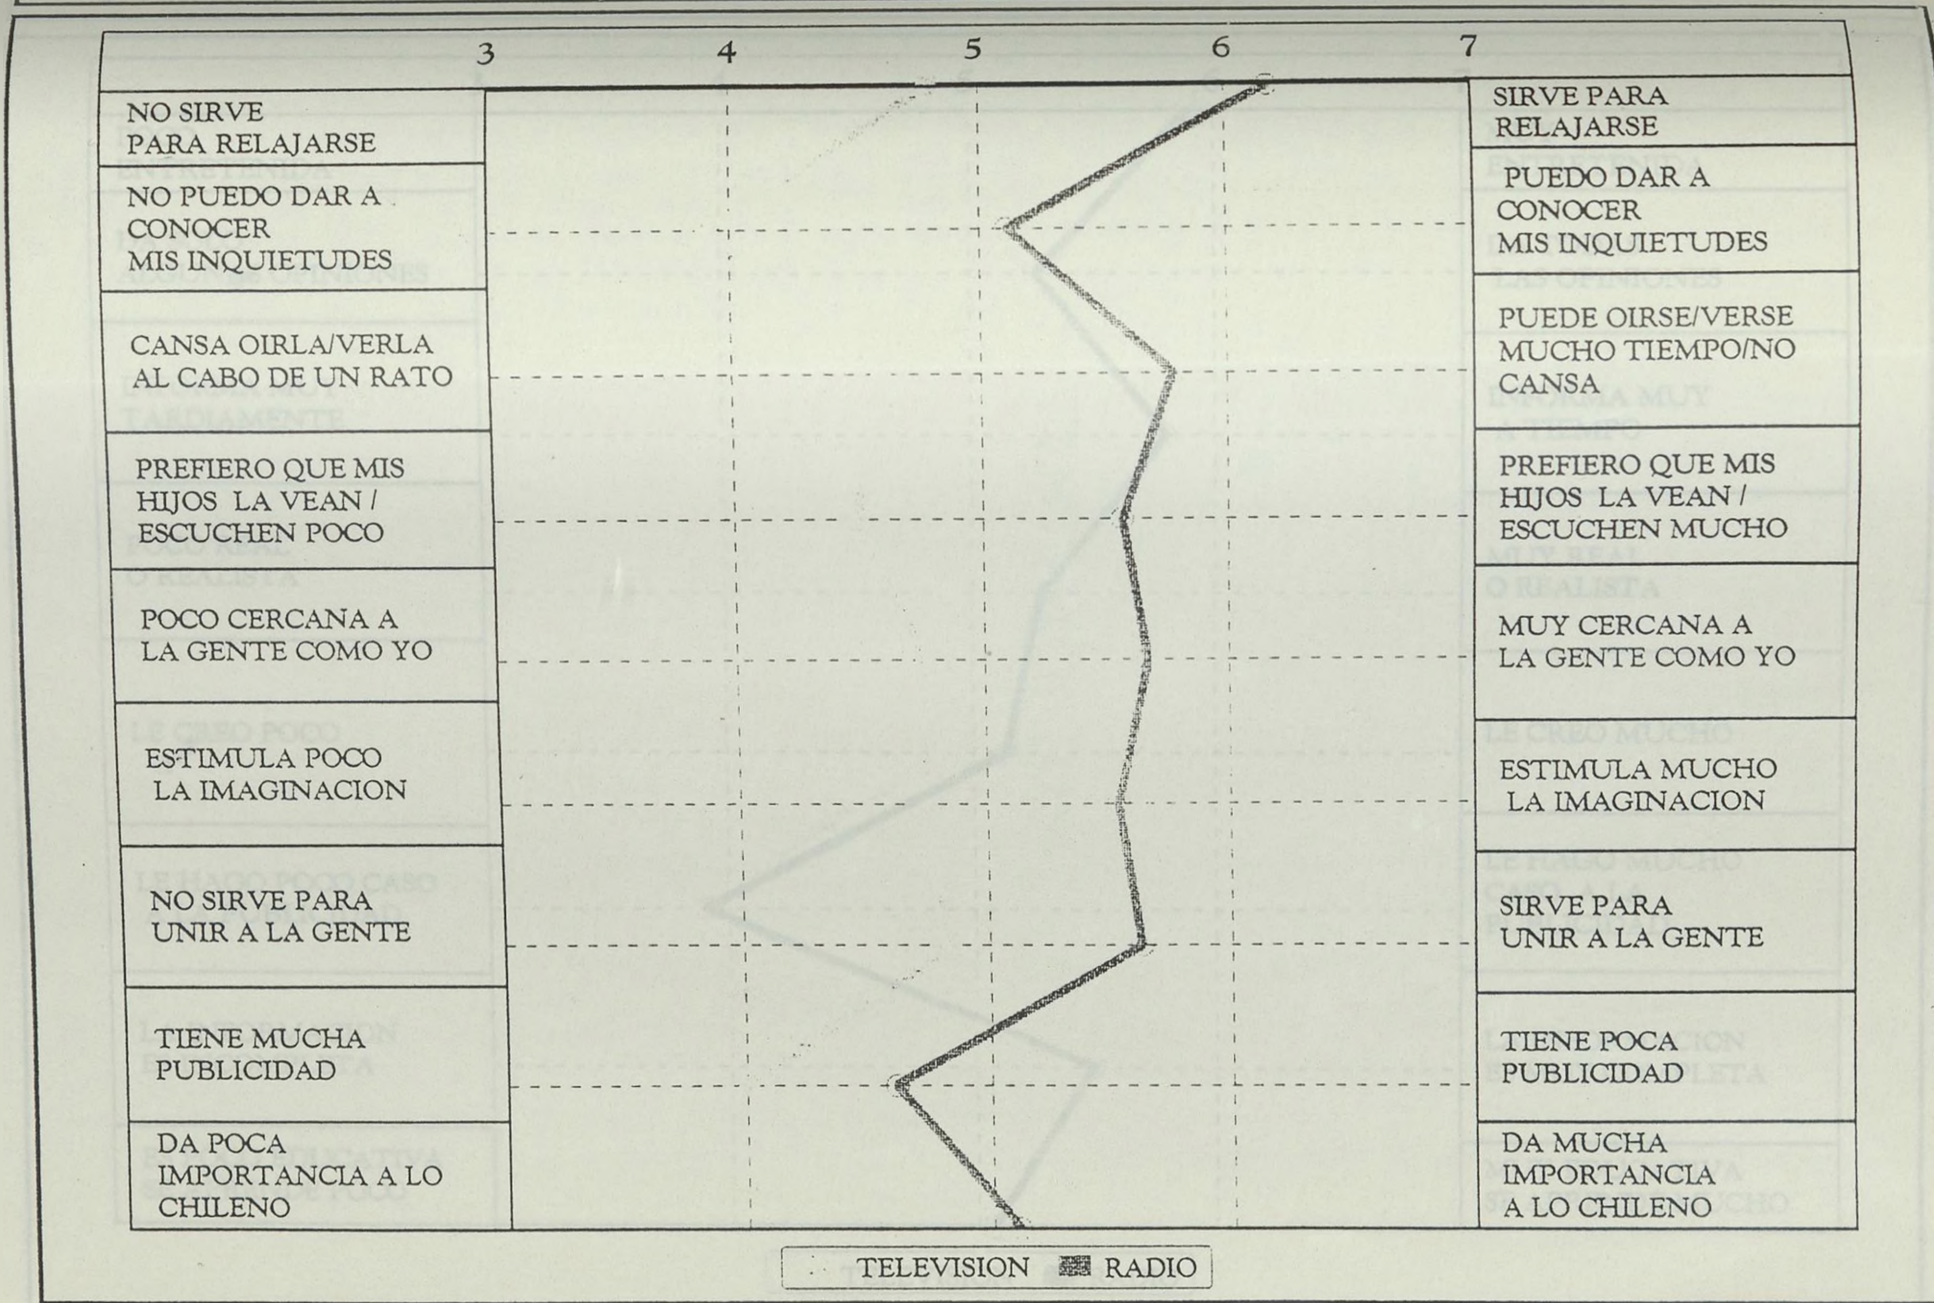 3 4 5 6 7
NO SIRVE
PARA RELAJARSE
SIRVE PARA
RELAJARSE
NO PUEDO DAR A
CONOCER
MIS INQUIETUDES
PUEDO DAR A
CONOCER
MIS INQUIETUDES
CANSA OIRLA/VERLA
AL CABO DE UN RATO
PUEDE OIRSE/VERSE
MUCHO TIEMPO/NO
CANSA
PREFIERO QUE MIS
HIJOS LA VEAN /
ESCUCHEN POCO
PREFIERO QUE MIS
HIJOS LA VEAN /
ESCUCHEN MUCHO
POCO CERCANA A
LA GENTE COMO YO
MUY CERCANA A
LA GENTE COMO YO
ESTIMULA POCO
LA IMAGINACION
ESTIMULA MUCHO
LA IMAGINACION
NO SIRVE PARA
UNIR A LA GENTE
SIRVE PARA
UNIR A LA GENTE
TIENE MUCHA
PUBLICIDAD
TIENE POCA
PUBLICIDAD
DA POCA
IMPORTANCIA A LO
CHILENO
DA MUCHA
IMPORTANCIA
A LO CHILENO
TELEVISION RADIO